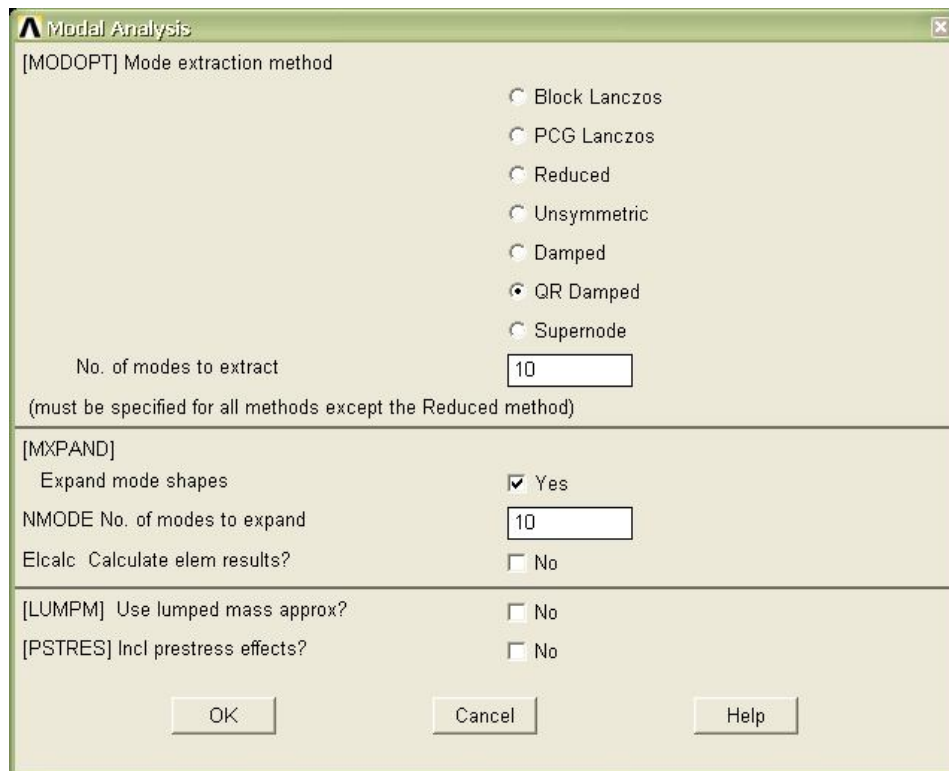 Modal Analysis
[MODOPT] Mode extraction method
Block Lanczos
PCG Lanczos
Reduced
Unsymmetric
Damped
QR Damped
Supernode
No. of modes to extract 10
(must be specified for all methods except the Reduced method)
[MXPAND]
Expand mode shapes Yes
NMODE No. of modes to expand 10
Elcalc Calculate elem results? No
[LUMPM] Use lumped mass approx? No
[PSTRES] Incl prestress effects? No
OK Cancel Help